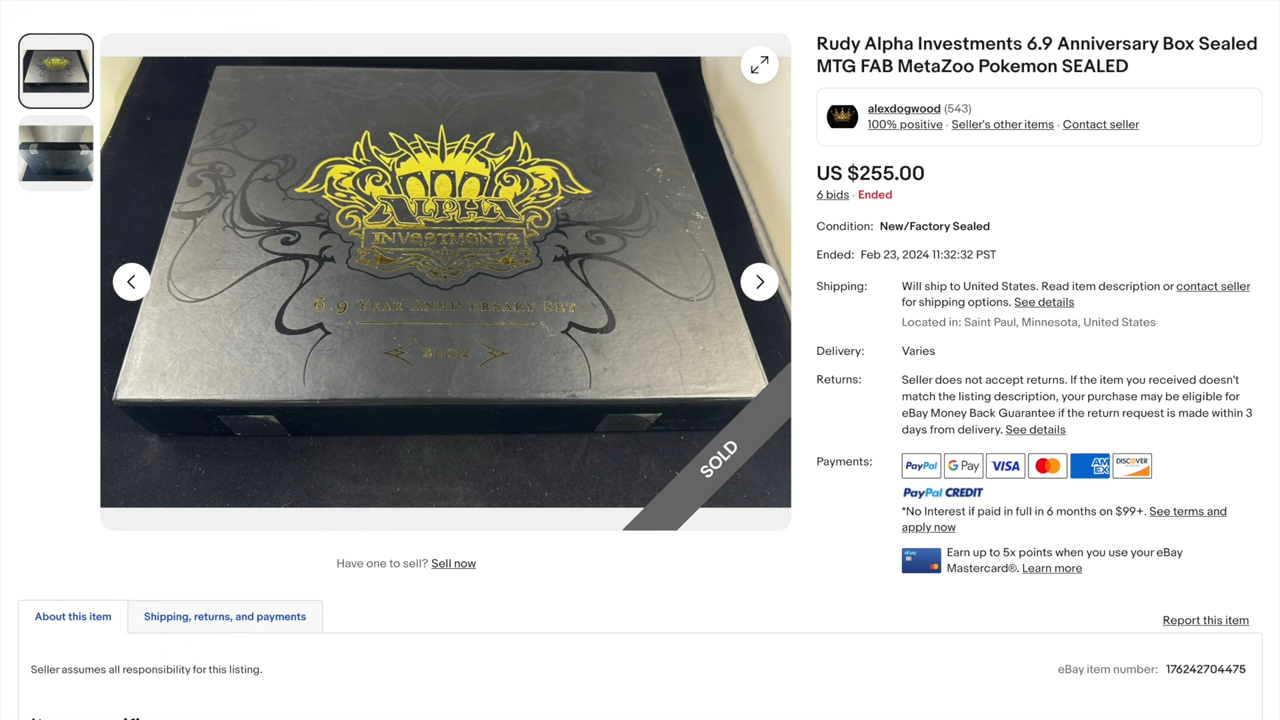 Rudy Alpha Investments 6.9 Anniversary Box Sealed
MTG FAB MetaZoo Pokemon SEALED
alexdogwood (543)
100% positive · Seller's other items · Contact seller
US $255.00
6 bids · Ended
Condition: New/Factory Sealed
Ended: Feb 23, 2024 11:32:32 PST
Shipping: Will ship to United States. Read item description or contact seller
for shipping options. See details
Located in: Saint Paul, Minnesota, United States
Delivery: Varies
Returns: Seller does not accept returns. If the item you received doesn't
match the listing description, your purchase may be eligible for
eBay Money Back Guarantee if the return request is made within 3
days from delivery. See details
Payments: PayPal G Pay VISA AM EX DISCOVER
PayPal CREDIT
*No Interest if paid in full in 6 months on $99+. See terms and
apply now
ebay
Earn up to 5x points when you use your eBay
Mastercard®. Learn more
ALPHA
INVESTMENTS
6.9 YEAR ANNIVERSARY SET
2022
SOLD
Have one to sell? Sell now
About this item
Shipping, returns, and payments
Report this item
Seller assumes all responsibility for this listing.
eBay item number: 176242704475